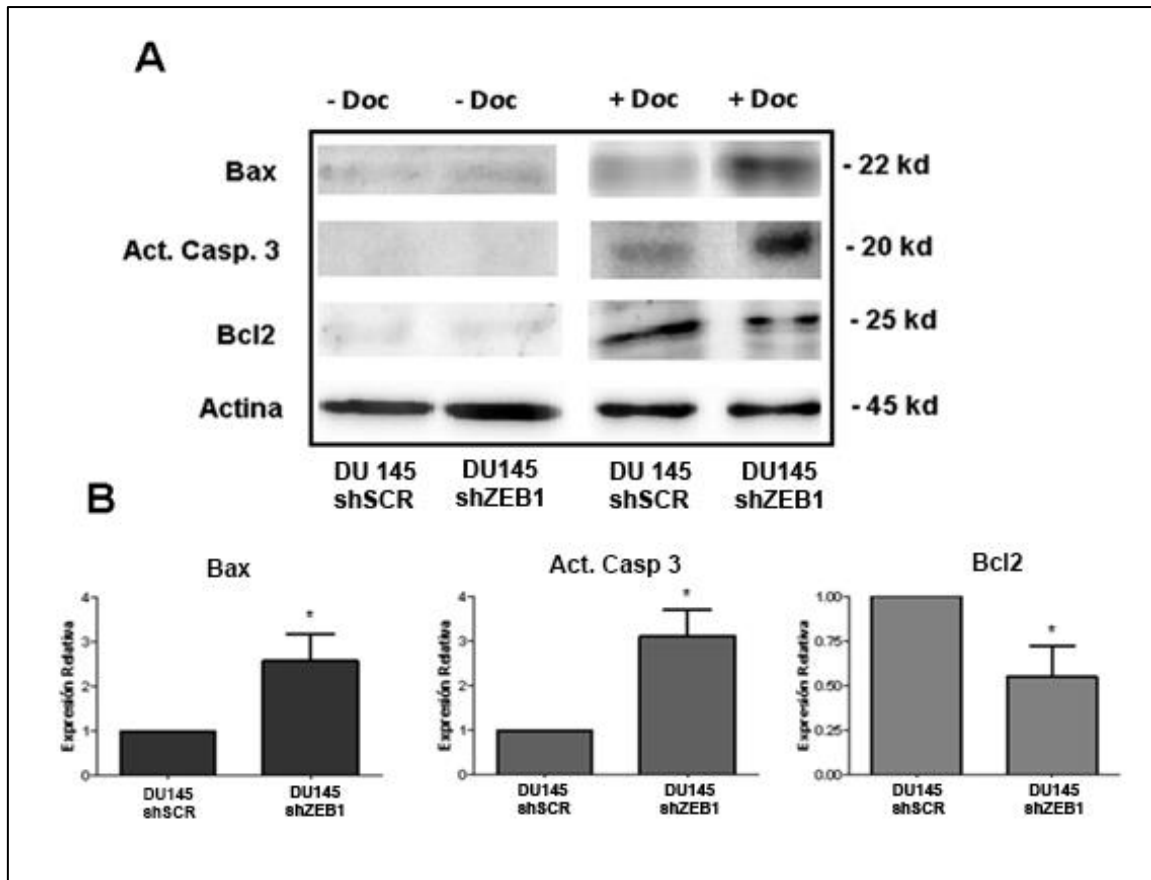 A
- Doc - Doc + Doc + Doc
Bax - 22 kd
Act. Casp. 3 - 20 kd
Bcl2 - 25 kd
Actina - 45 kd
DU 145 DU145 DU 145 DU145
shSCR shZEB1 shSCR shZEB1
B
Bax
Expresión Relativa
4
3
2
1
0
*
DU145 DU145
shSCR shZEB1
Act. Casp 3
Expresión Relativa
4
3
2
1
0
*
DU145 DU145
shSCR shZEB1
Bcl2
Expresión Relativa
1.00
0.75
0.50
0.25
0.00
*
DU145 DU145
shSCR shZEB1